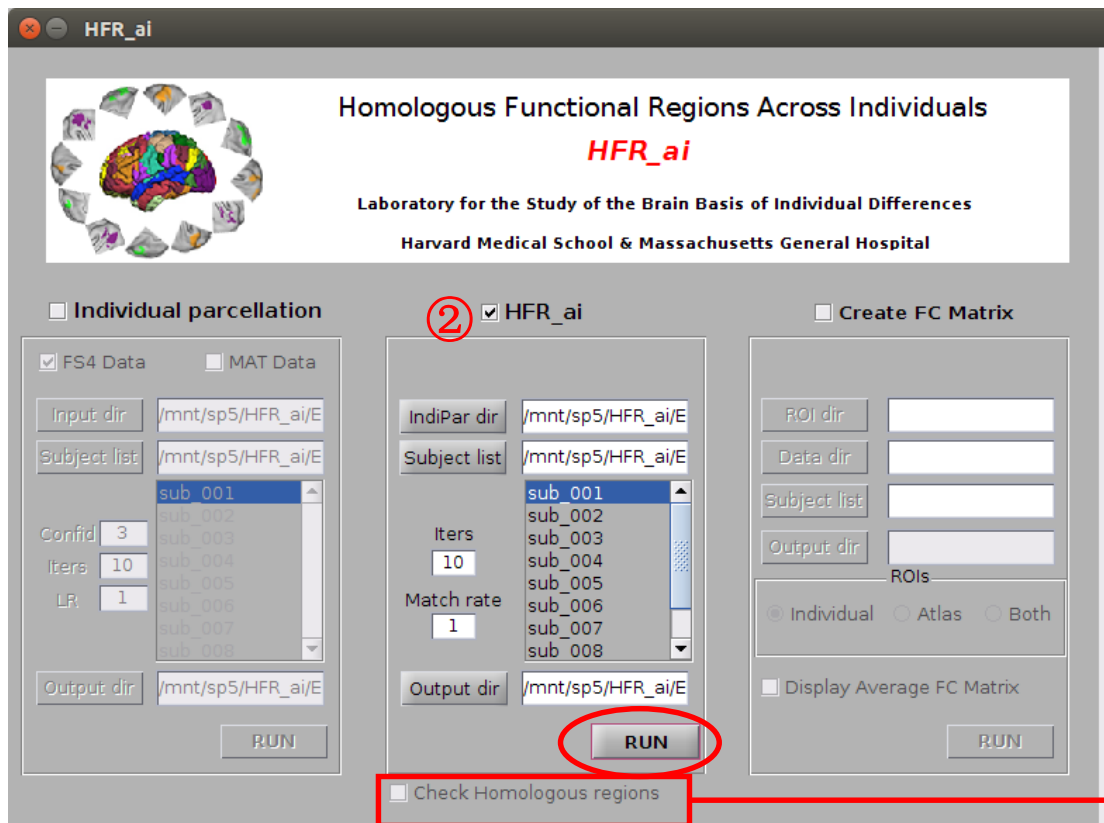 HFR_ai
Homologous Functional Regions Across Individuals
HFR_ai
Laboratory for the Study of the Brain Basis of Individual Differences
Harvard Medical School & Massachusetts General Hospital
Individual parcellation
FS4 Data MAT Data
Input dir /mnt/sp5/HFR_ai/E
Subject list /mnt/sp5/HFR_ai/E
sub_001
sub_002
sub_003
sub_004
sub_005
sub_006
sub_007
sub_008
Confid 3
Iters 10
LR 1
Output dir /mnt/sp5/HFR_ai/E
RUN
② HFR_ai
IndiPar dir /mnt/sp5/HFR_ai/E
Subject list /mnt/sp5/HFR_ai/E
sub_001
sub_002
sub_003
sub_004
sub_005
sub_006
sub_007
sub_008
Iters
10
Match rate
1
Output dir /mnt/sp5/HFR_ai/E
RUN
Check Homologous regions
Create FC Matrix
ROI dir
Data dir
Subject list
Output dir
ROIs
Individual Atlas Both
Display Average FC Matrix
RUN